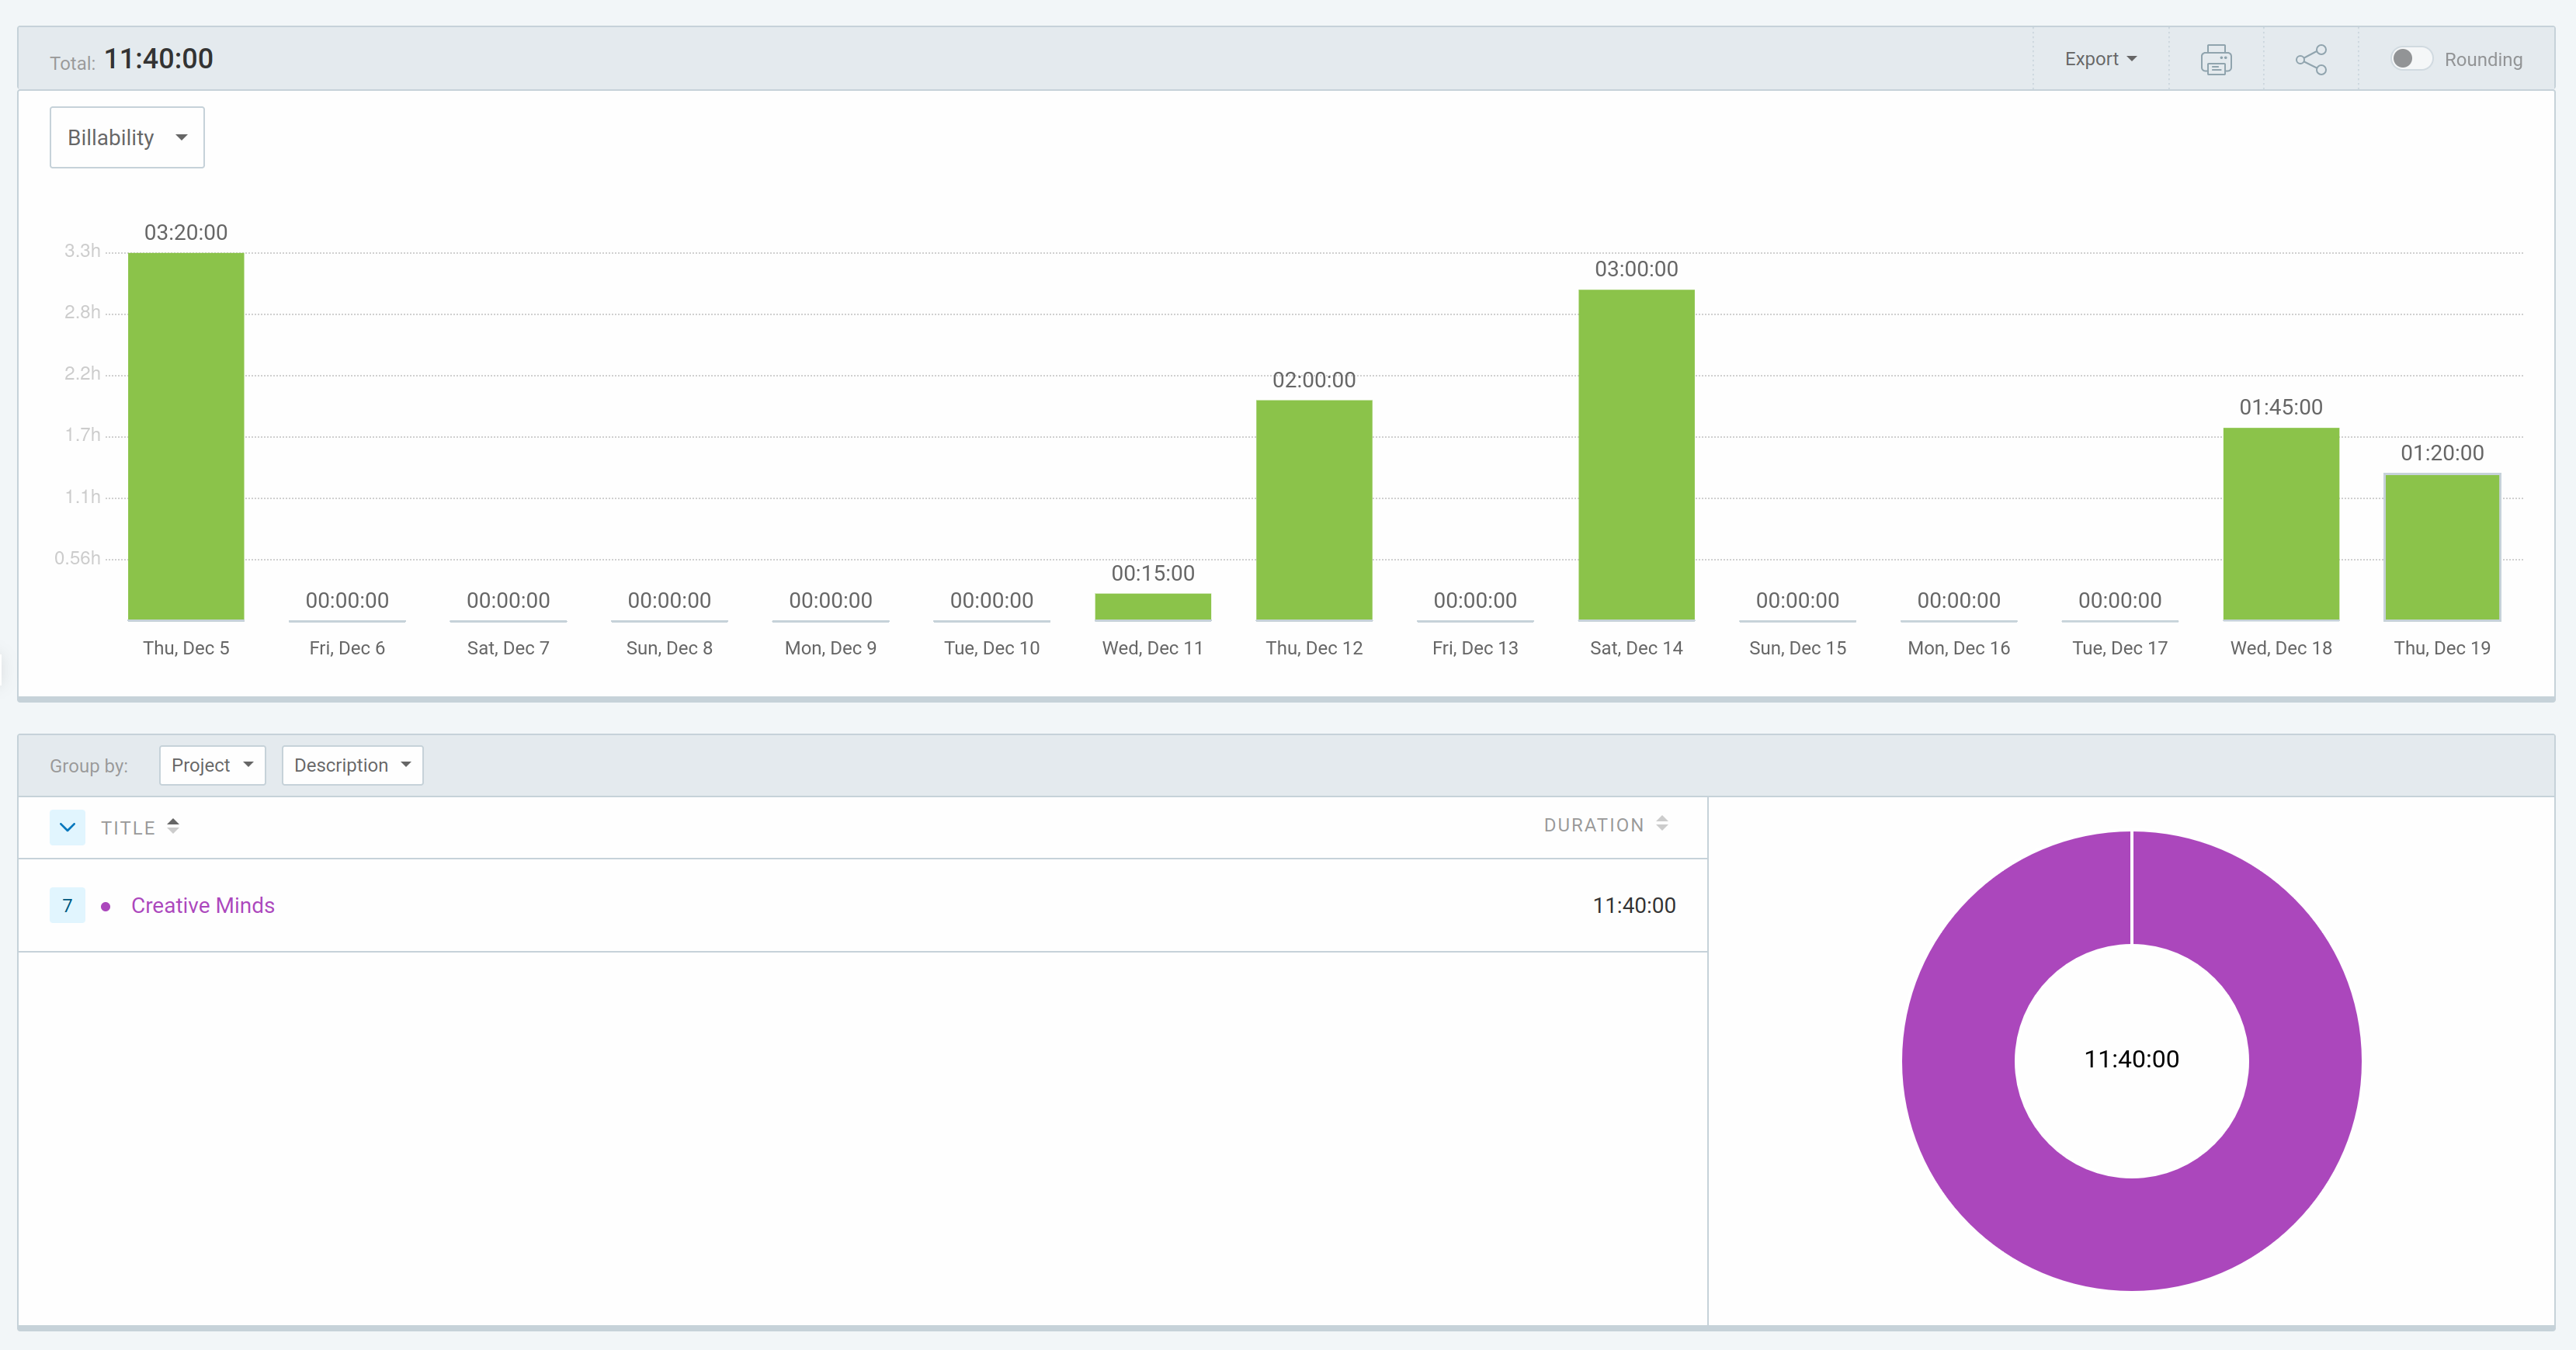 Total: 11:40:00 Export Rounding
Billability
03:20:00
3.3h
03:00:00
2.8h
2.2h
02:00:00
01:45:00
1.7h
01:20:00
1.1h
0.56h
00:15:00
00:00:00 00:00:00 00:00:00 00:00:00 00:00:00 00:00:00 00:00:00 00:00:00 00:00:00
Thu, Dec 5 Fri, Dec 6 Sat, Dec 7 Sun, Dec 8 Mon, Dec 9 Tue, Dec 10 Wed, Dec 11 Thu, Dec 12 Fri, Dec 13 Sat, Dec 14 Sun, Dec 15 Mon, Dec 16 Tue, Dec 17 Wed, Dec 18 Thu, Dec 19
Group by: Project Description
TITLE DURATION
7 Creative Minds 11:40:00
11:40:00